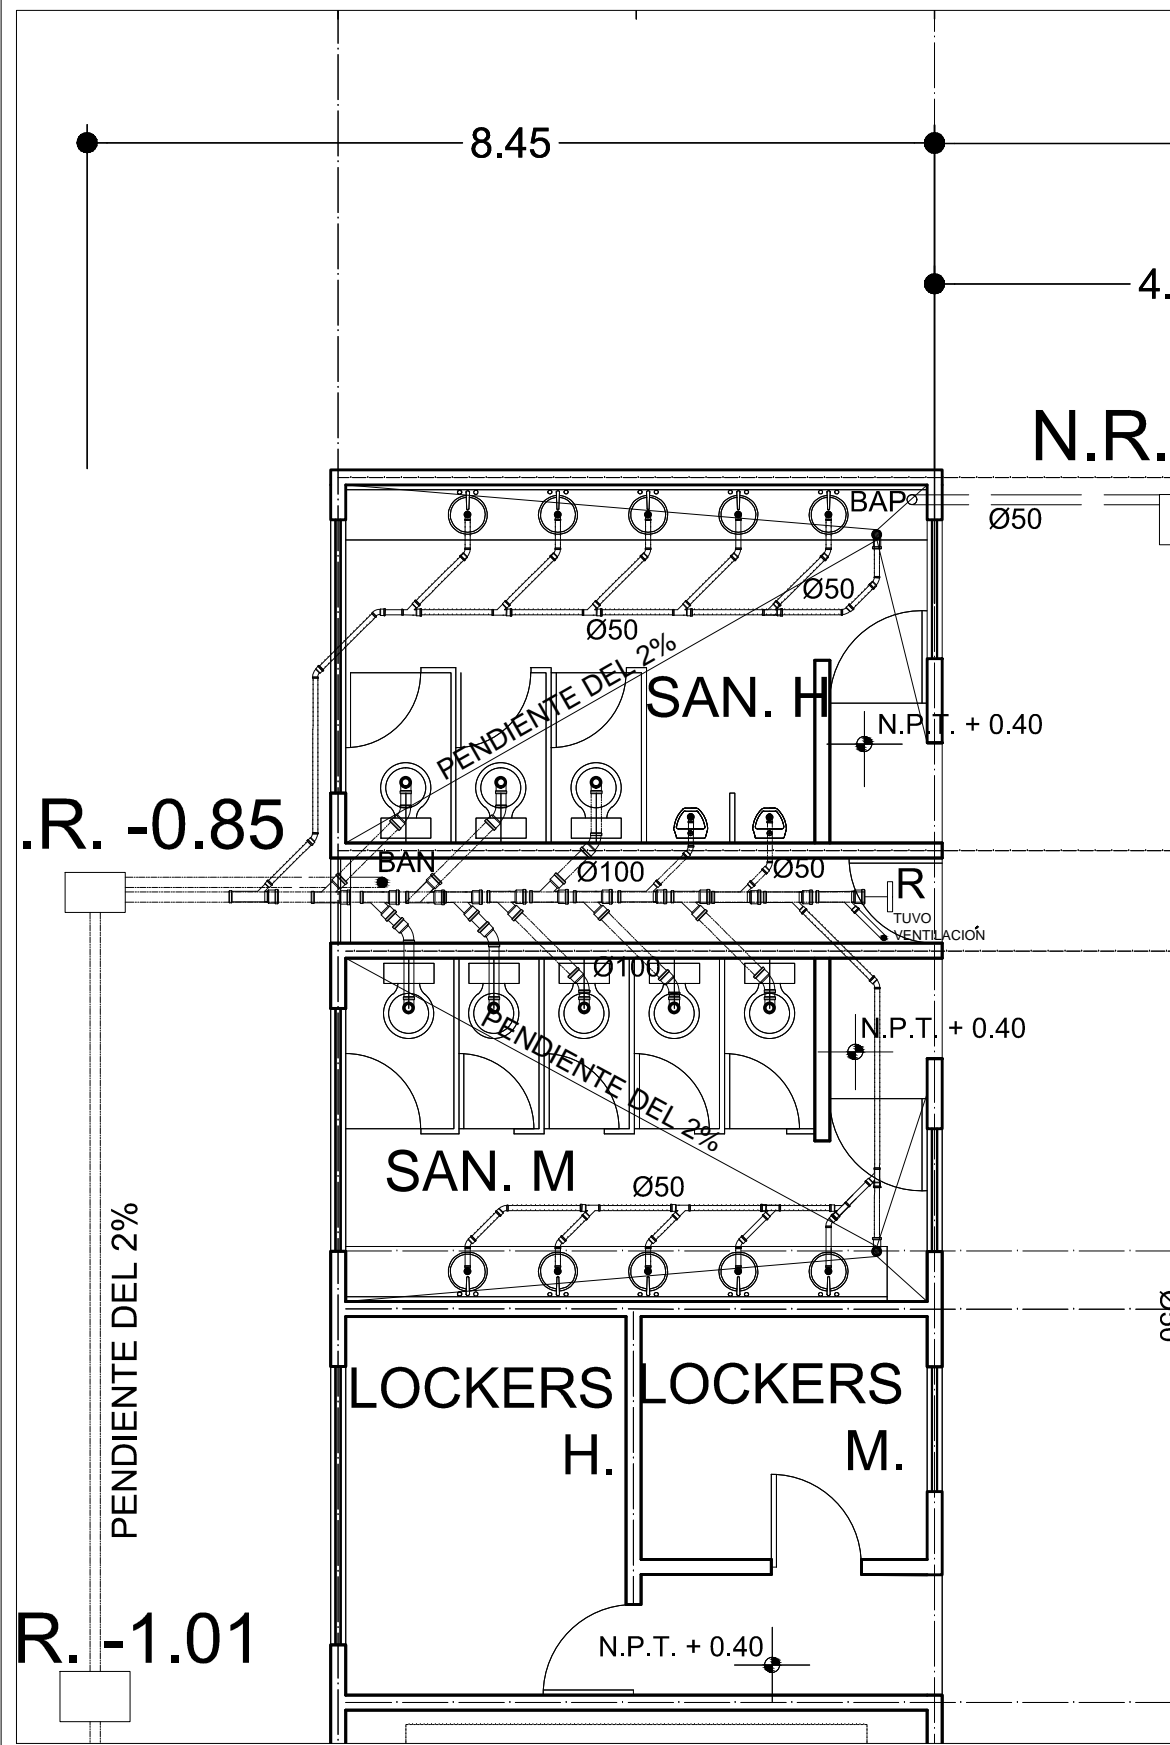 8.45
4.
N.R.
BAP
Ø50
Ø50
Ø50
PENDIENTE DEL 2%
SAN. H
N.P.T. + 0.40
.R. -0.85
BAN
Ø100
Ø50
R
TUVO
VENTILACIÓN
Ø100
N.P.T. + 0.40
PENDIENTE DEL 2%
SAN. M
Ø50
PENDIENTE DEL 2%
Ø50
LOCKERS
H.
LOCKERS
M.
R. -1.01
N.P.T. + 0.40